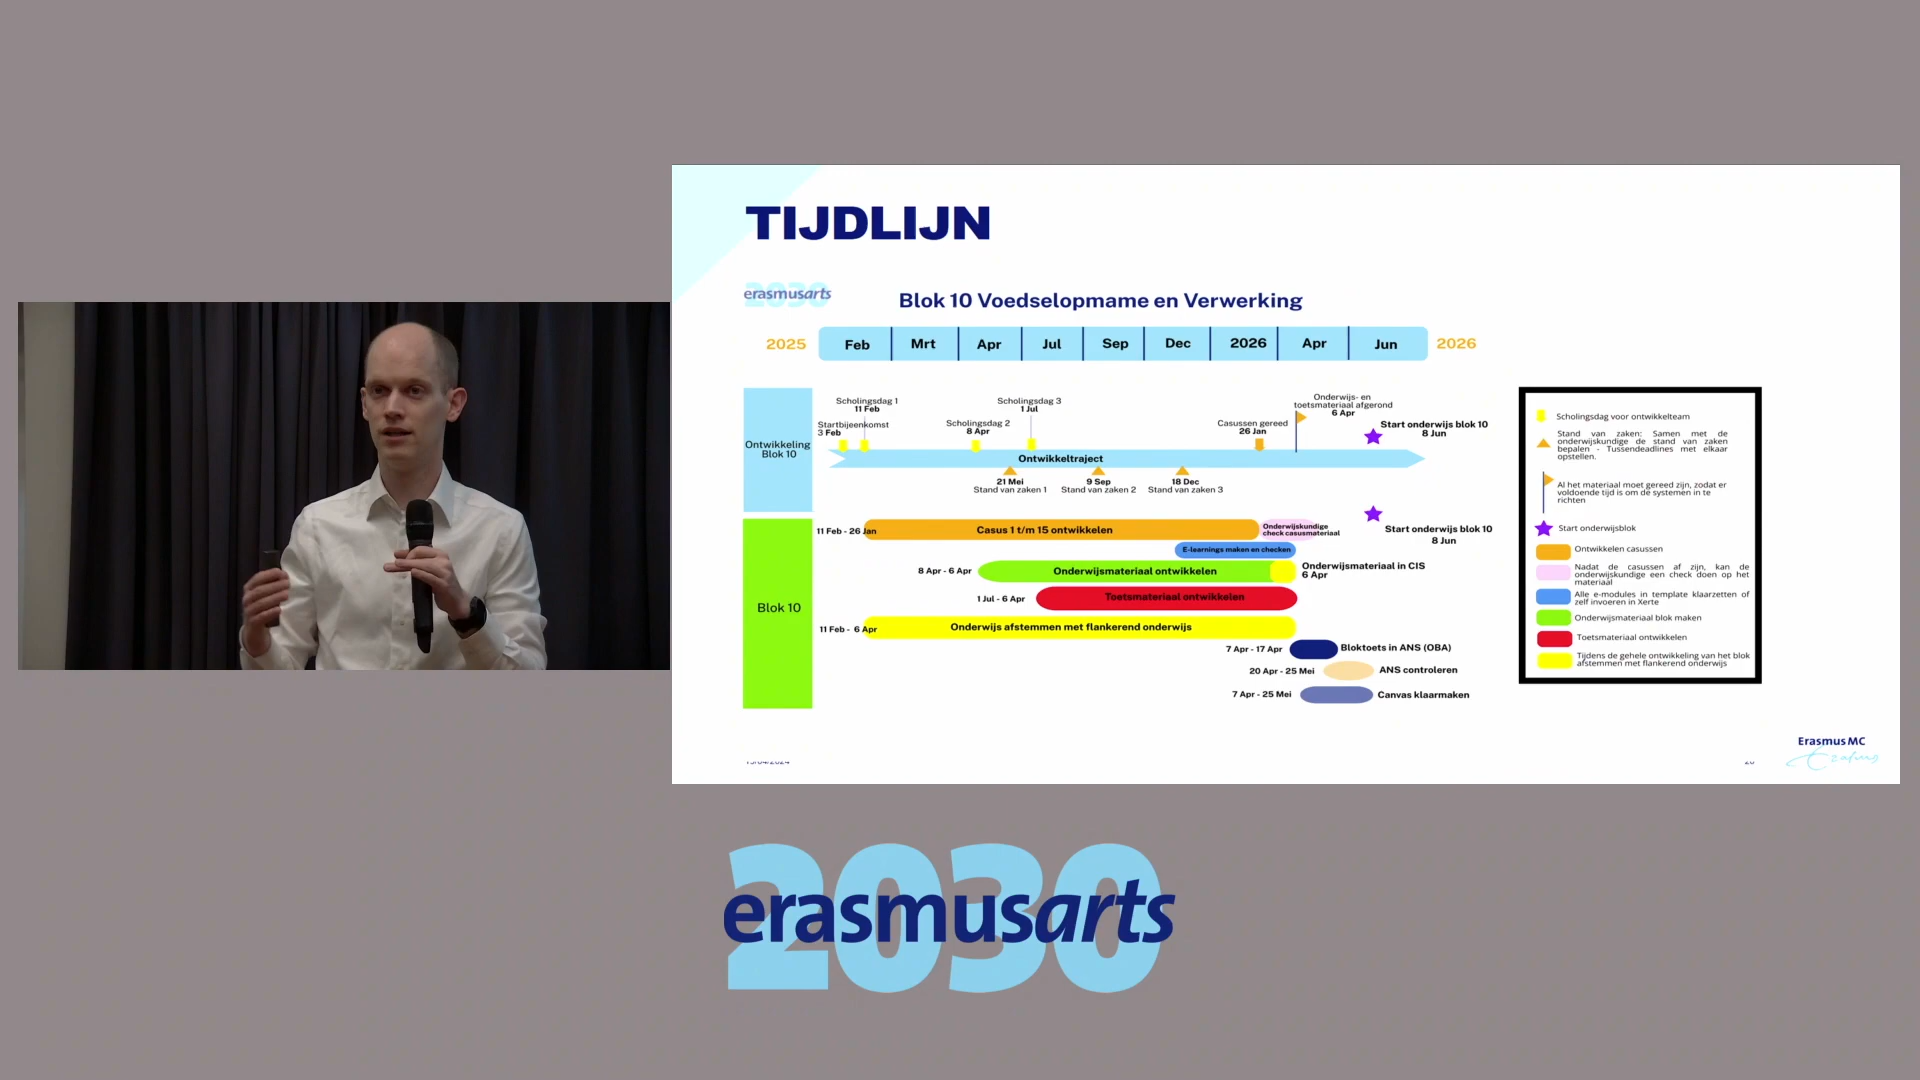 TIJDLIJN
2030
erasmusarts
Blok 10 Voedselopmame en Verwerking
2025
Feb
Mrt
Apr
Jul
Sep
Dec
2026
Apr
Jun
2026
Ontwikkeling
Blok 10
Startbijeenkomst
3 Feb
Scholingsdag 1
11 Feb
Scholingsdag 2
8 Apr
Scholingsdag 3
1 Jul
Casussen gereed
26 Jan
Onderwijs- en
toetsmateriaal afgerond
6 Apr
Start onderwijs blok 10
8 Jun
Ontwikkeltraject
21 Mei
Stand van zaken 1
9 Sep
Stand van zaken 2
18 Dec
Stand van zaken 3
Blok 10
11 Feb - 26 Jan
Casus 1 t/m 15 ontwikkelen
Onderwijskundige
check casusmateriaal
Start onderwijs blok 10
8 Jun
E-learnings maken en checken
8 Apr - 6 Apr
Onderwijsmateriaal ontwikkelen
Onderwijsmateriaal in CIS
6 Apr
1 Jul - 6 Apr
Toetsmateriaal ontwikkelen
11 Feb - 6 Apr
Onderwijs afstemmen met flankerend onderwijs
7 Apr - 17 Apr
Bloktoets in ANS (OBA)
20 Apr - 25 Mei
ANS controleren
7 Apr - 25 Mei
Canvas klaarmaken
Scholingsdag voor ontwikkelteam
Stand van zaken: Samen met de
onderwijskundige de stand van zaken
bepalen - Tussendeadlines met elkaar
opstellen.
Al het materiaal moet gereed zijn, zodat er
voldoende tijd is om de systemen in te
richten
Start onderwijsblok
Ontwikkelen casussen
Nadat de casussen af zijn, kan de
onderwijskundige een check doen op het
materiaal
Alle e-modules in template klaarzetten of
zelf invoeren in Xerte
Onderwijsmateriaal blok maken
Toetsmateriaal ontwikkelen
Tijdens de gehele ontwikkeling van het blok
afstemmen met flankerend onderwijs
Erasmus MC
Erasmus
2030
erasmusarts